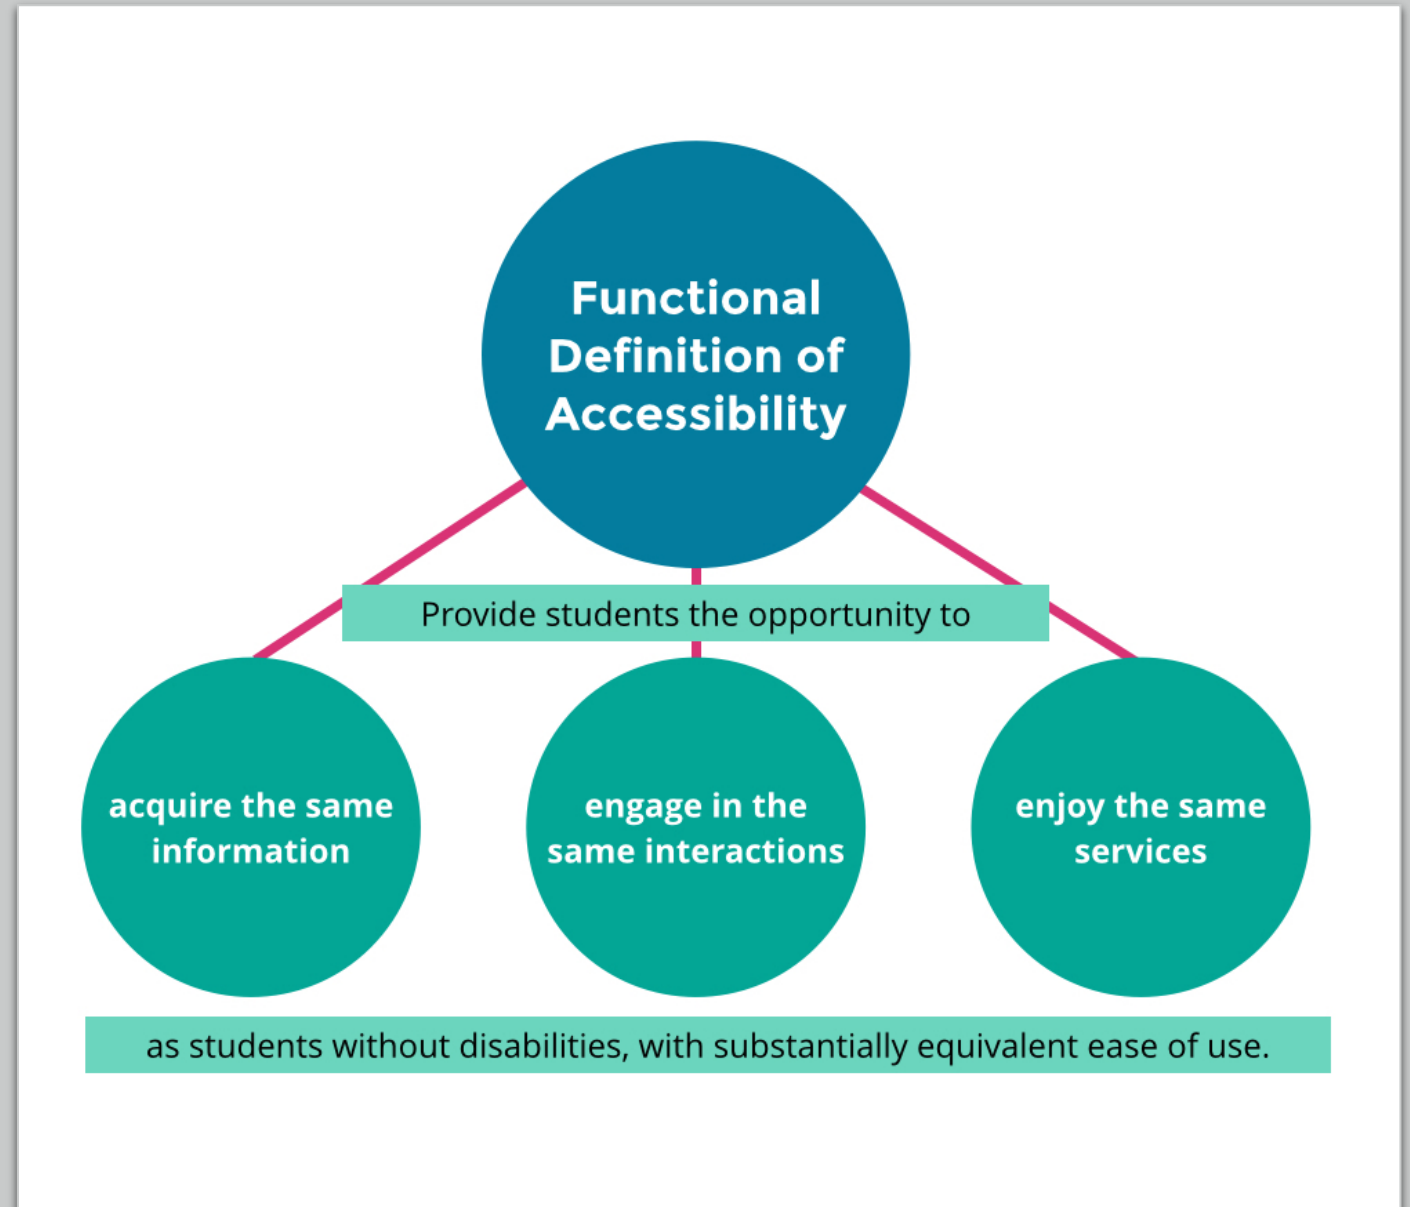 Functional
Definition of
Accessibility
Provide students the opportunity to
acquire the same
information
engage in the
same interactions
enjoy the same
services
as students without disabilities, with substantially equivalent ease of use.